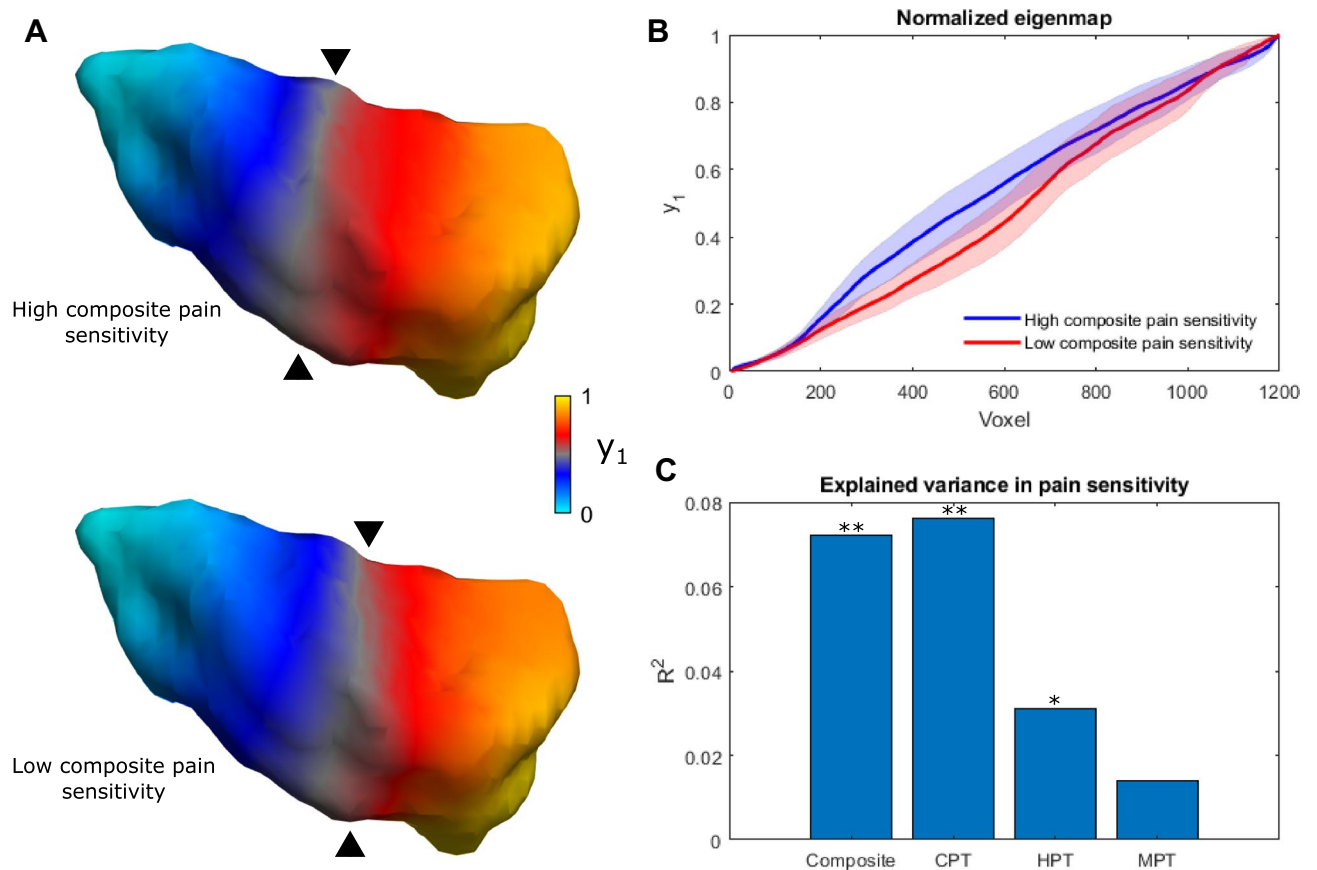 A
High composite pain
sensitivity
1
y1
0
Low composite pain
sensitivity
B
Normalized eigenmap
1
0.8
0.6
0.4
0.2
0
y1
0
200
400
600
800
1000
1200
Voxel
High composite pain sensitivity
Low composite pain sensitivity
C
Explained variance in pain sensitivity
0.08
0.06
0.04
0.02
0
R2
**
**
*
Composite
CPT
HPT
MPT